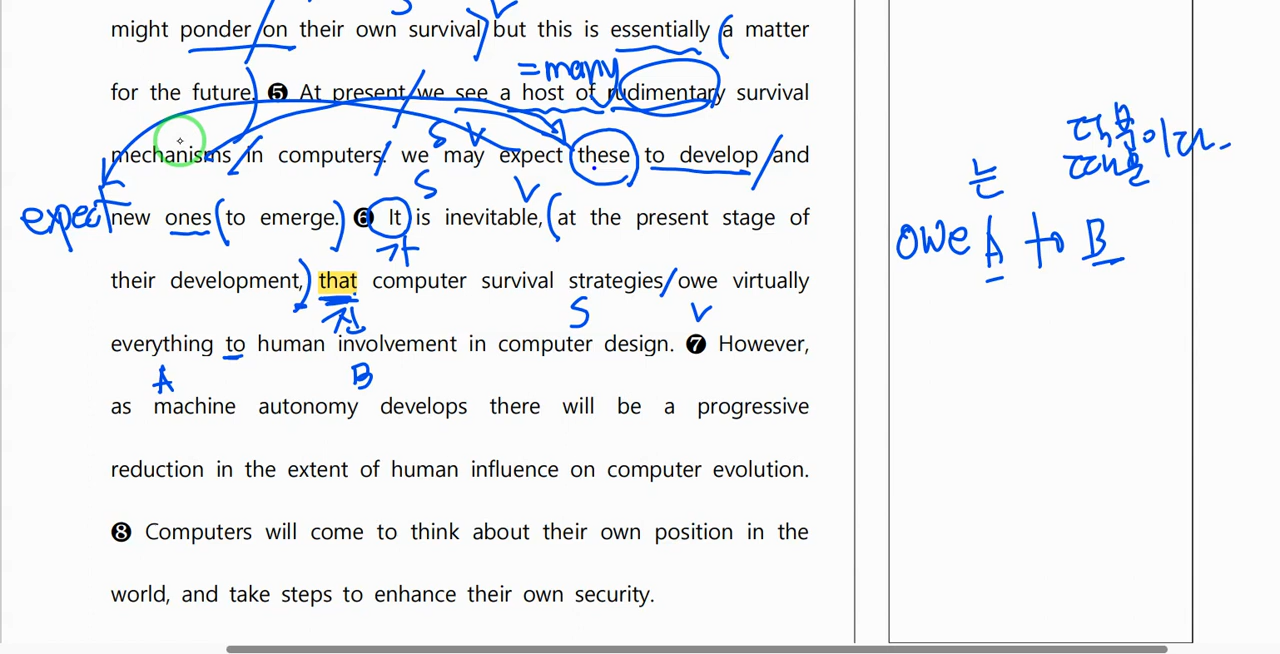 S V
might ponder on their own survival, but this is essentially a matter
= many
for the future. ❺ At present we see a host of rudimentary survival
S V
mechanisms in computers. we may expect these to develop and
S V
expect new ones to emerge. ❻ It is inevitable, at the present stage of
가
their development, that computer survival strategies owe virtually
진 S V
everything to human involvement in computer design. ❼ However,
A B
as machine autonomy develops there will be a progressive
reduction in the extent of human influence on computer evolution.
❽ Computers will come to think about their own position in the
world, and take steps to enhance their own security.
는
owe A to B